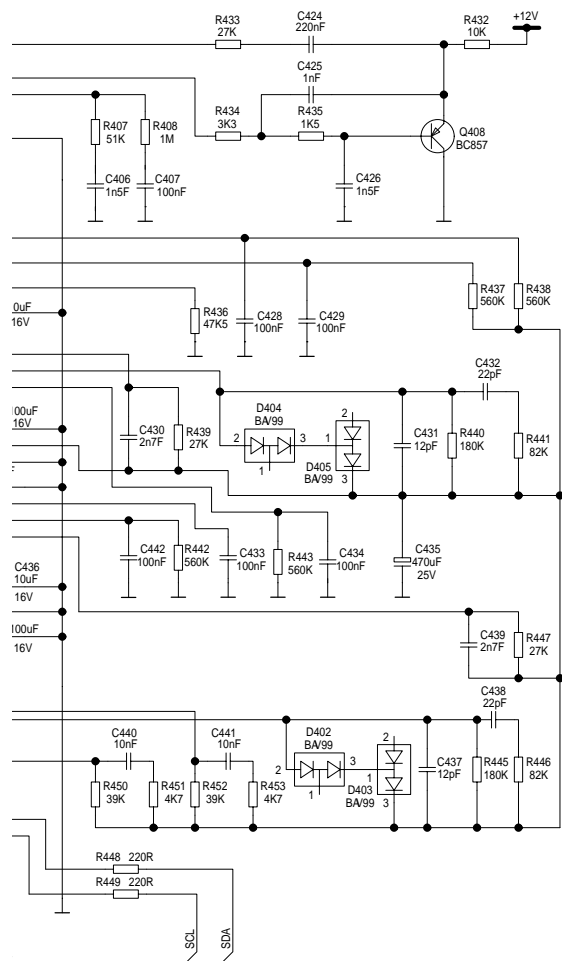 +12V
R433
27K
C424
220nF
R432
10K
C425
1nF
R434
3K3
R435
1K5
Q408
BC857
R407
51K
R408
1M
C406
1n5F
C407
100nF
C426
1n5F
R437
560K
R438
560K
0uF
16V
R436
47K5
C428
100nF
C429
100nF
C432
22pF
100uF
16V
C430
2n7F
R439
27K
D404
BAV99
2
3
1
2
1
D405
BAV99
3
C431
12pF
R440
180K
R441
82K
F
C442
100nF
R442
560K
C433
100nF
R443
560K
C434
100nF
C435
470uF
25V
C436
10uF
16V
100uF
16V
C439
2n7F
R447
27K
C440
10nF
C441
10nF
D402
BAV99
2
3
1
2
1
D403
BAV99
3
C438
22pF
C437
12pF
R445
180K
R446
82K
R450
39K
R451
4K7
R452
39K
R453
4K7
R448 220R
R449 220R
SCL
SDA